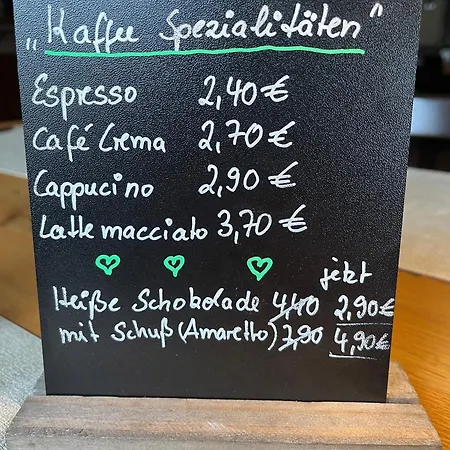 „Kaffee Spezialitäten"
Espresso 2,40 €
Café Crema 2,70 €
Cappucino 2,90 €
Latte macciato 3,70 €
jetzt
Heiße Schokolade 4,40 2,90 €
mit Schuß (Amaretto) 7,90 4,90 €